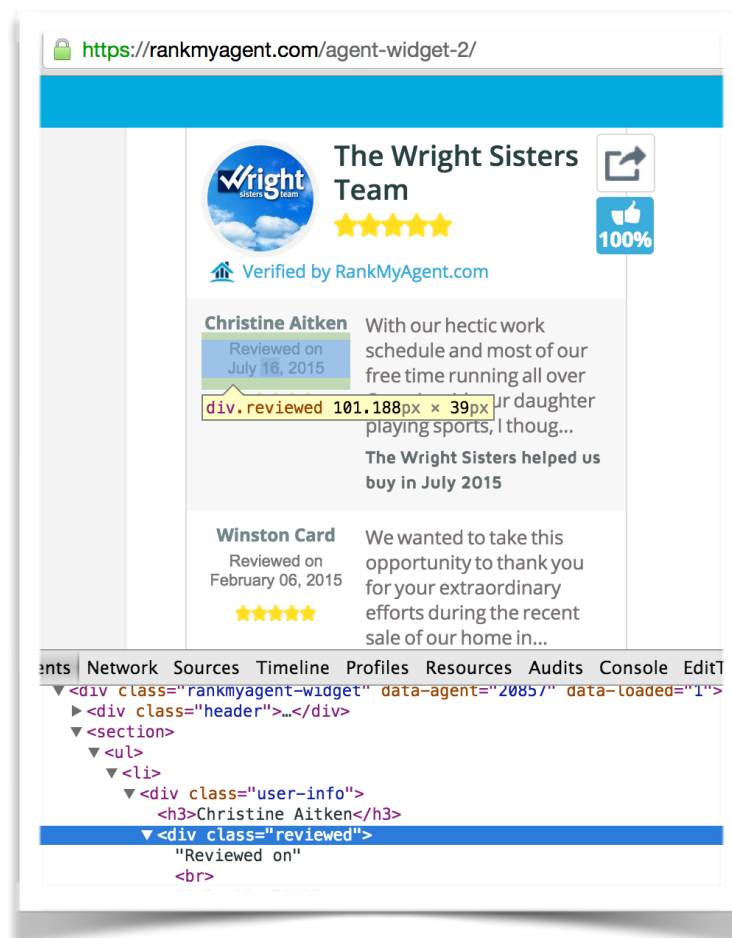 https://rankmyagent.com/agent-widget-2/
Wright
sisters team
The Wright Sisters
Team
100%
Verified by RankMyAgent.com
Christine Aitken
Reviewed on
July 16, 2015
With our hectic work
schedule and most of our
free time running all over
ur daughter
playing sports, I thoug...
div.reviewed 101.188px × 39px
The Wright Sisters helped us
buy in July 2015
Winston Card
Reviewed on
February 06, 2015
We wanted to take this
opportunity to thank you
for your extraordinary
efforts during the recent
sale of our home in...
ents Network Sources Timeline Profiles Resources Audits Console EditT
<div class="rankmyagent-widget" data-agent="20857" data-loaded="1">
<div class="header">…</div>
<section>
<ul>
<li>
<div class="user-info">
<h3>Christine Aitken</h3>
<div class="reviewed">
"Reviewed on"
<br>